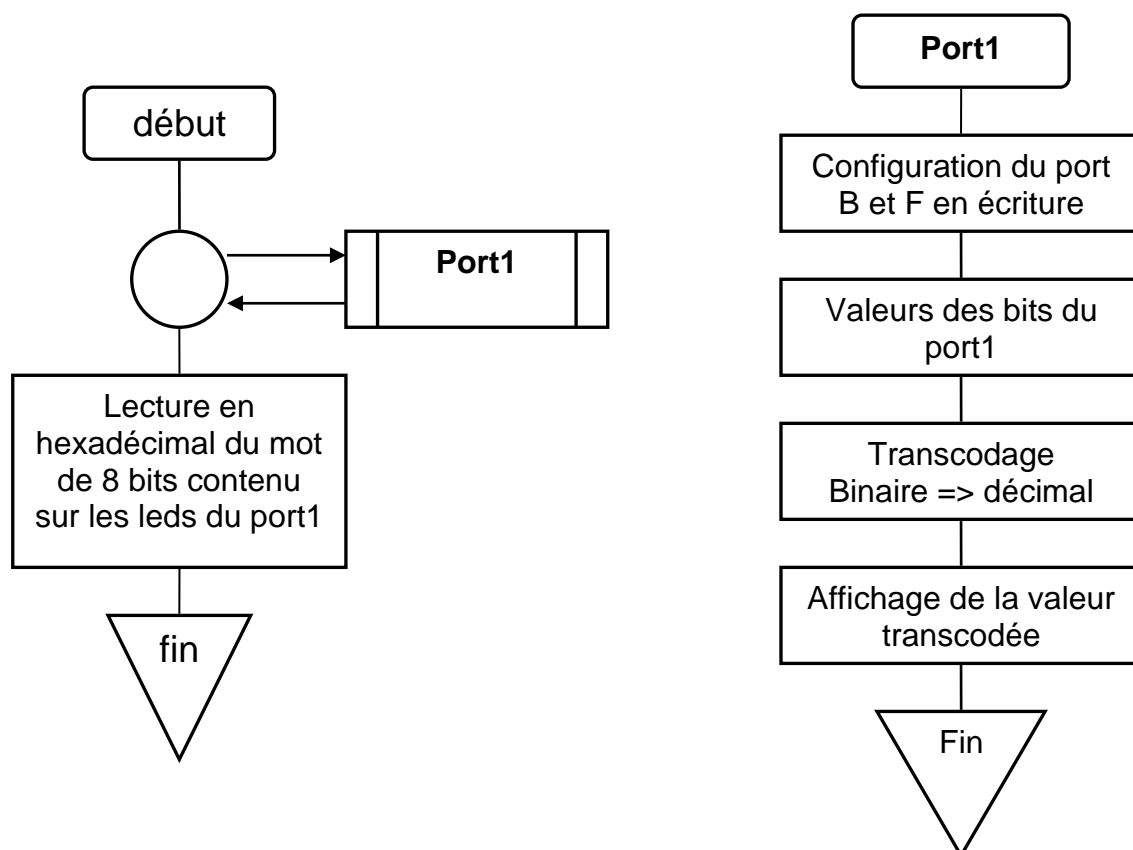 début
Port1
Lecture en
hexadécimal du mot
de 8 bits contenu
sur les leds du port1
fin
Port1
Configuration du port
B et F en écriture
Valeurs des bits du
port1
Transcodage
Binaire => décimal
Affichage de la valeur
transcodée
Fin